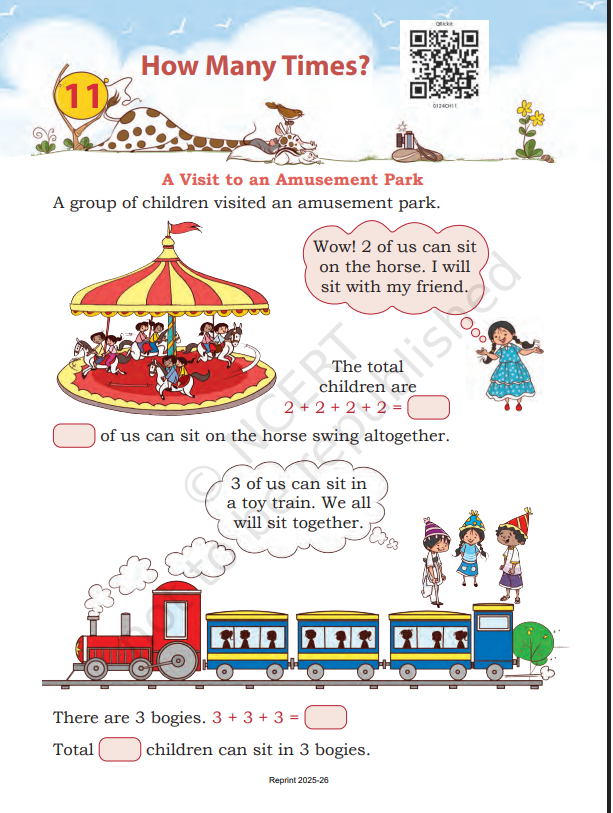 QRickit
0124CH11
How Many Times?
11
A Visit to an Amusement Park
A group of children visited an amusement park.
Wow! 2 of us can sit
on the horse. I will
sit with my friend.
The total
children are
2 + 2 + 2 + 2 =
of us can sit on the horse swing altogether.
3 of us can sit in
a toy train. We all
will sit together.
There are 3 bogies. 3 + 3 + 3 =
Total children can sit in 3 bogies.
© NCERT
not to be republished
Reprint 2025-26